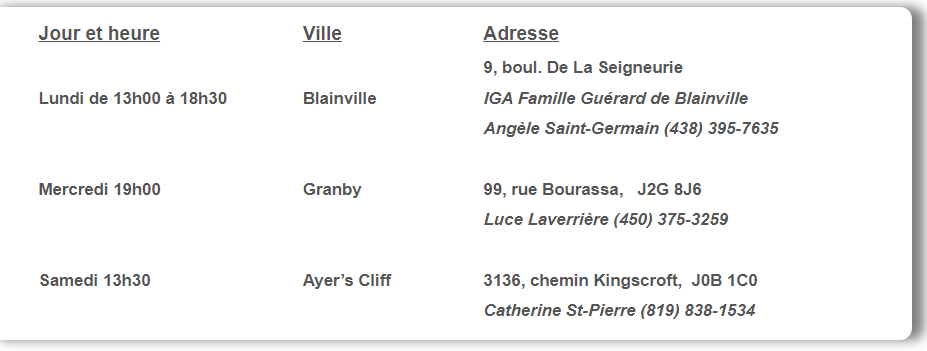 Jour et heure Ville Adresse
9, boul. De La Seigneurie
Lundi de 13h00 à 18h30 Blainville IGA Famille Guérard de Blainville
Angèle Saint-Germain (438) 395-7635
Mercredi 19h00 Granby 99, rue Bourassa, J2G 8J6
Luce Laverrière (450) 375-3259
Samedi 13h30 Ayer’s Cliff 3136, chemin Kingscroft, J0B 1C0
Catherine St-Pierre (819) 838-1534